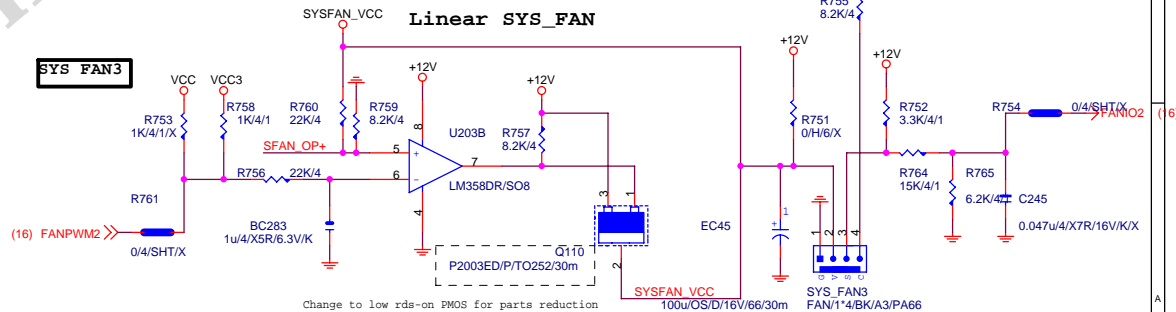 Linear SYS_FAN
SYSFAN_VCC
R755
8.2K/4
SYS FAN3
VCC
VCC3
+12V
+12V
+12V
+12V
R753
1K/4/1/X
R758
1K/4/1
R760
22K/4
R759
8.2K/4
8
U203B
R757
8.2K/4
R751
0/H/6/X
R752
3.3K/4/1
R754
0/4/SHT/X
FANIO2
(16)
SFAN_OP+
5
+
7
6
-
LM358DR/SO8
R756
22K/4
3
1
R764
15K/4/1
R765
6.2K/4/1
C245
0.047u/4/X7R/16V/K/X
R761
4
(16) FANPWM2
0/4/SHT/X
BC283
1u/4/X5R/6.3V/K
EC45
1
1
2
3
4
Q110
P2003ED/P/TO252/30m
2
G
V
S
C
SYSFAN_VCC
100u/OS/D/16V/66/30m
SYS_FAN3
FAN/1*4/BK/A3/PA66
Change to low rds-on PMOS for parts reduction
A